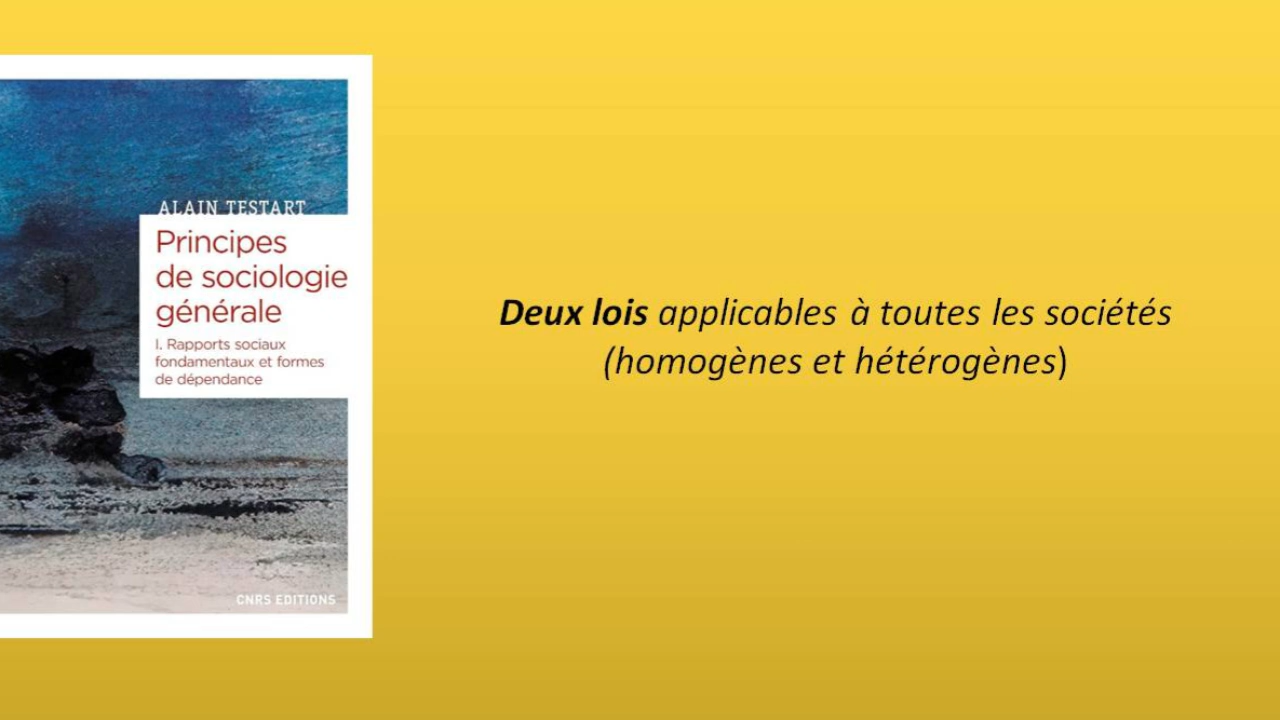 ALAIN TESTART
Principes
de sociologie
générale
I. Rapports sociaux
fondamentaux et formes
de dépendance
CNRS EDITIONS
Deux lois applicables à toutes les sociétés
(homogènes et hétérogènes)